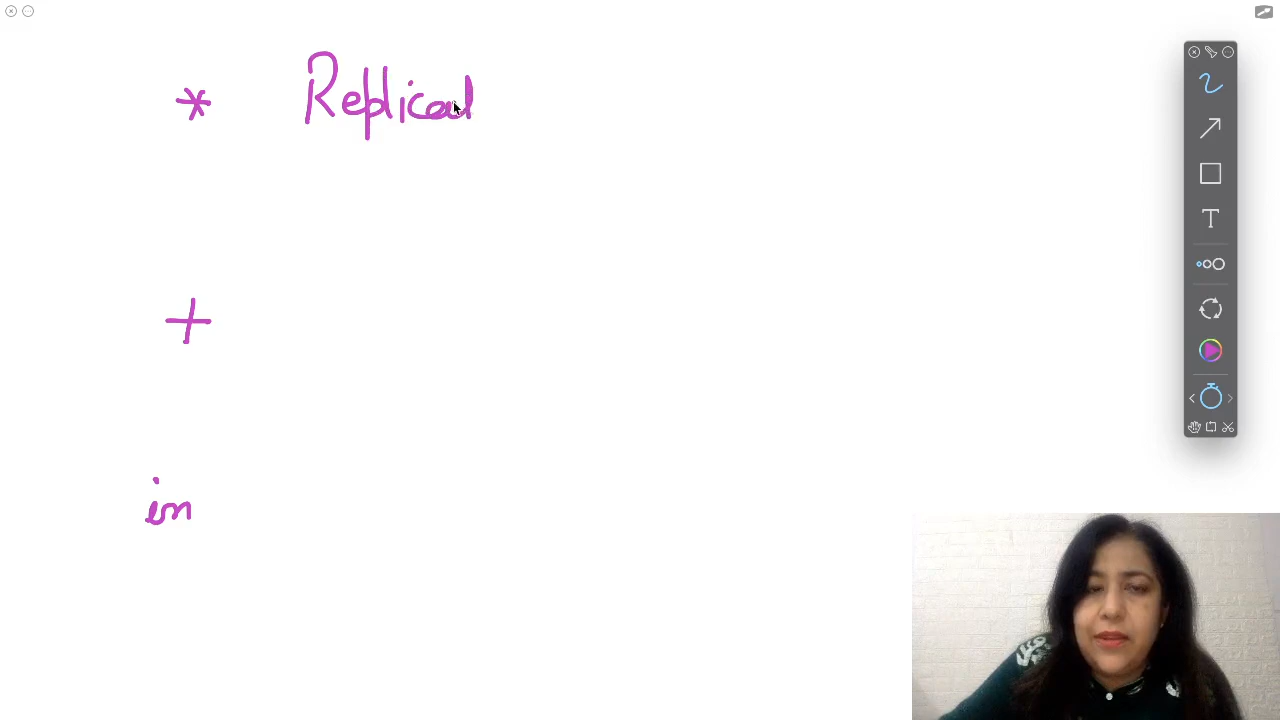 * Replicat
+
in
T